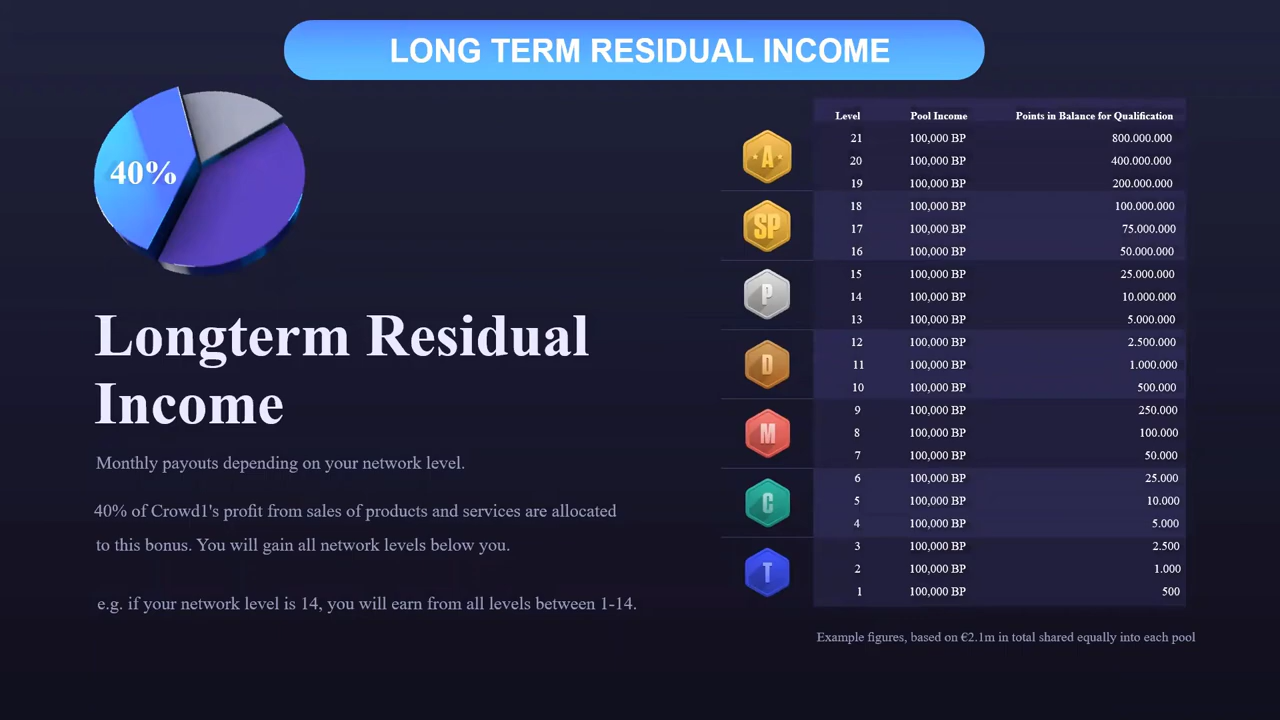 LONG TERM RESIDUAL INCOME
40%
Longterm Residual
Income
Monthly payouts depending on your network level.
40% of Crowd1's profit from sales of products and services are allocated
to this bonus. You will gain all network levels below you.
e.g. if your network level is 14, you will earn from all levels between 1-14.
A
SP
P
D
M
C
T
Level Pool Income Points in Balance for Qualification
21 100,000 BP 800.000.000
20 100,000 BP 400.000.000
19 100,000 BP 200.000.000
18 100,000 BP 100.000.000
17 100,000 BP 75.000.000
16 100,000 BP 50.000.000
15 100,000 BP 25.000.000
14 100,000 BP 10.000.000
13 100,000 BP 5.000.000
12 100,000 BP 2.500.000
11 100,000 BP 1.000.000
10 100,000 BP 500.000
9 100,000 BP 250.000
8 100,000 BP 100.000
7 100,000 BP 50.000
6 100,000 BP 25.000
5 100,000 BP 10.000
4 100,000 BP 5.000
3 100,000 BP 2.500
2 100,000 BP 1.000
1 100,000 BP 500
Example figures, based on €2.1m in total shared equally into each pool